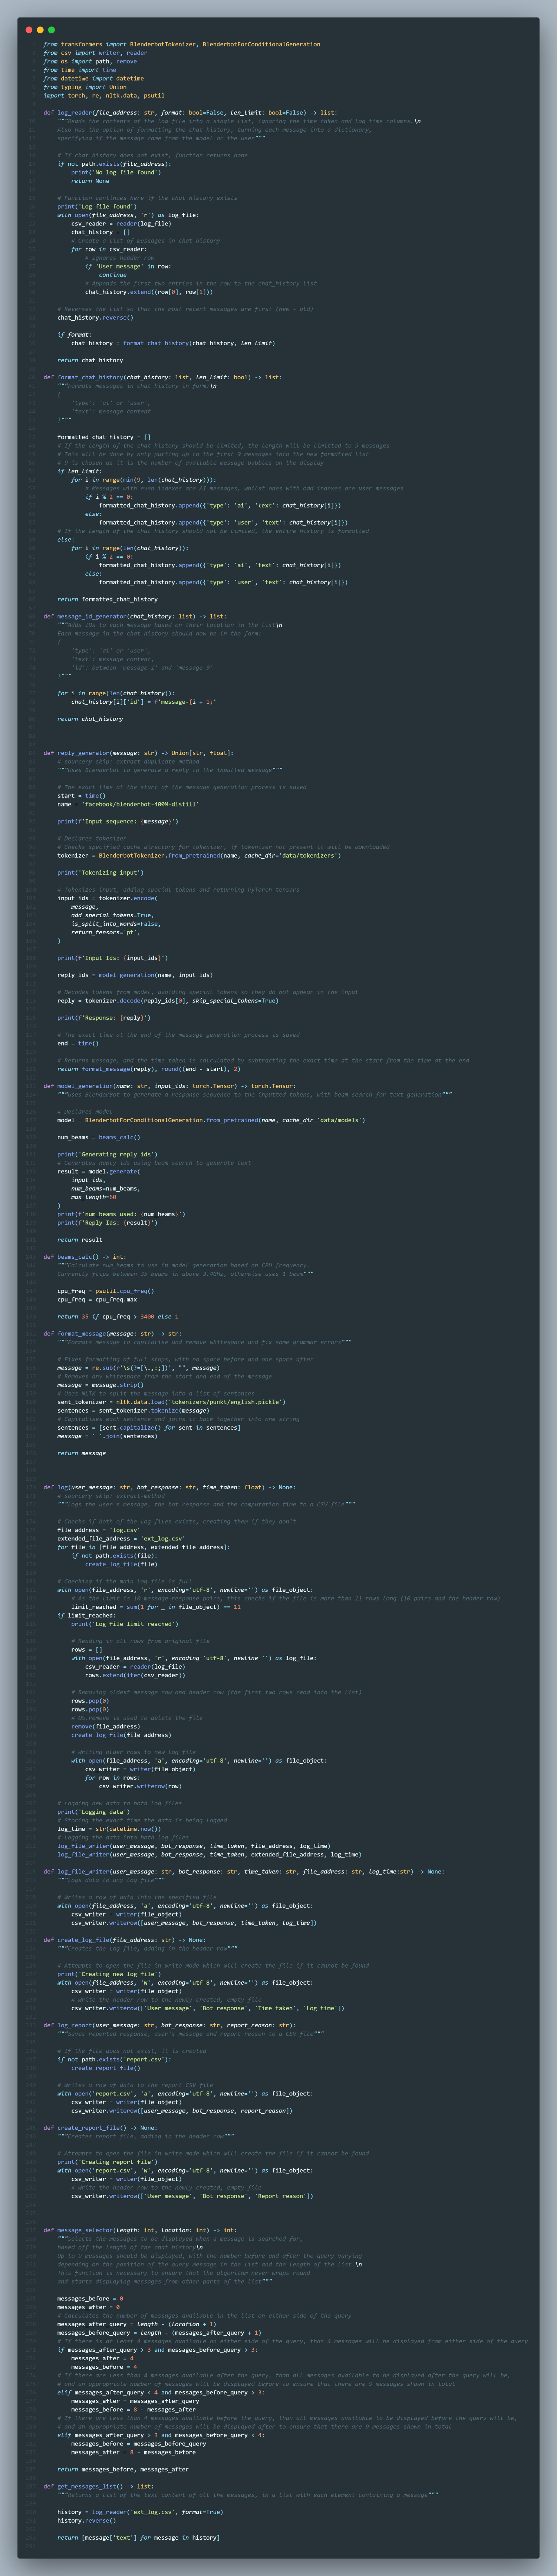 from transformers import BlenderbotTokenizer, BlenderbotForConditionalGeneration
from csv import writer, reader
from os import path, remove
from time import time
from datetime import datetime
from typing import Union
import torch, re, nltk.data, psutil
def log_reader(file_address: str, format: bool=False, len_limit: bool=False) -> list:
"""Reads the contents of the log file into a single list, ignoring the time taken and log time columns.\n
Also has the option of formatting the chat history, turning each message into a dictionary,
specifying if the message came from the model or the user"""
# If chat history does not exist, function returns none
if not path.exists(file_address):
print('No log file found')
return None
# Function continues here if the chat history exists
print('Log file found')
with open(file_address, 'r') as log_file:
csv_reader = reader(log_file)
chat_history = []
# Create a list of messages in chat history
for row in csv_reader:
# Ignores header row
if 'User message' in row:
continue
# Appends the first two entries in the row to the chat_history list
chat_history.extend((row[0], row[1]))
# Reverses the list so that the most recent messages are first (new - old)
chat_history.reverse()
if format:
chat_history = format_chat_history(chat_history, len_limit)
return chat_history
def format_chat_history(chat_history: list, len_limit: bool) -> list:
"""Formats messages in chat history in form:\n
{
'type': 'ai' or 'user',
'text': message content
}"""
formatted_chat_history = []
# If the length of the chat history should be limited, the length will be limited to 9 messages
# This will be done by only putting up to the first 9 messages into the new formatted list
# 9 is chosen as it is the number of available message bubbles on the display
if len_limit:
for i in range(min(9, len(chat_history))):
# Messages with even indexes are AI messages, whilst ones with odd indexes are user messages
if i % 2 == 0:
formatted_chat_history.append({'type': 'ai', 'text': chat_history[i]})
else:
formatted_chat_history.append({'type': 'user', 'text': chat_history[i]})
# If the length of the chat history should not be limited, the entire history is formatted
else:
for i in range(len(chat_history)):
if i % 2 == 0:
formatted_chat_history.append({'type': 'ai', 'text': chat_history[i]})
else:
formatted_chat_history.append({'type': 'user', 'text': chat_history[i]})
return formatted_chat_history
def message_id_generator(chat_history: list) -> list:
"""Adds IDs to each message based on their location in the list\n
Each message in the chat history should now be in the form:
{
'type': 'ai' or 'user',
'text': message content,
'id': between 'message-1' and 'message-9'
}"""
for i in range(len(chat_history)):
chat_history[i]['id'] = f'message-{i + 1}'
return chat_history
def reply_generator(message: str) -> Union[str, float]:
# sourcery skip: extract-duplicate-method
"""Uses Blenderbot to generate a reply to the inputted message"""
# The exact time at the start of the message generation process is saved
start = time()
name = 'facebook/blenderbot-400M-distill'
print(f'Input sequence: {message}')
# Declares tokenizer
# Checks specified cache directory for tokenizer, if tokenizer not present it will be downloaded
tokenizer = BlenderbotTokenizer.from_pretrained(name, cache_dir='data/tokenizers')
print('Tokenizing input')
# Tokenizes input, adding special tokens and returning PyTorch tensors
input_ids = tokenizer.encode(
message,
add_special_tokens=True,
is_split_into_words=False,
return_tensors='pt',
)
print(f'Input Ids: {input_ids}')
reply_ids = model_generation(name, input_ids)
# Decodes tokens from model, avoiding special tokens so they do not appear in the input
reply = tokenizer.decode(reply_ids[0], skip_special_tokens=True)
print(f'Response: {reply}')
# The exact time at the end of the message generation process is saved
end = time()
# Returns message, and the time taken is calculated by subtracting the exact time at the start from the time at the end
return format_message(reply), round((end - start), 2)
def model_generation(name: str, input_ids: torch.Tensor) -> torch.Tensor:
"""Uses BlenderBot to generate a response sequence to the inputted tokens, with beam search for text generation"""
# Declares model
model = BlenderbotForConditionalGeneration.from_pretrained(name, cache_dir='data/models')
num_beams = beams_calc()
print('Generating reply ids')
# Generates Reply ids using beam search to generate text
result = model.generate(
input_ids,
num_beams=num_beams,
max_length=60
)
print(f'num_beams used: {num_beams}')
print(f'Reply Ids: {result}')
return result
def beams_calc() -> int:
"""Calculate num_beams to use in model generation based on CPU frequency.
Currently flips between 35 beams in above 3.4GHz, otherwise uses 1 beam"""
cpu_freq = psutil.cpu_freq()
cpu_freq = cpu_freq.max
return 35 if cpu_freq > 3400 else 1
def format_message(message: str) -> str:
"""Formats message to capitalise and remove whitespace and fix some grammar errors"""
# Fixes formatting of full stops, with no space before and one space after
message = re.sub(r'\s(?=[\.,:;])', "", message)
# Removes any whitespace from the start and end of the message
message = message.strip()
# Uses NLTK to split the message into a list of sentences
sent_tokenizer = nltk.data.load('tokenizers/punkt/english.pickle')
sentences = sent_tokenizer.tokenize(message)
# Capitalises each sentence and joins it back together into one string
sentences = [sent.capitalize() for sent in sentences]
message = ' '.join(sentences)
return message
def log(user_message: str, bot_response: str, time_taken: float) -> None:
# sourcery skip: extract-method
"""Logs the user's message, the bot response and the computation time to a CSV file"""
# Checks if both of the log files exists, creating them if they don't
file_address = 'log.csv'
extended_file_address = 'ext_log.csv'
for file in [file_address, extended_file_address]:
if not path.exists(file):
create_log_file(file)
# Checking if the main log file is full
with open(file_address, 'r', encoding='utf-8', newline='') as file_object:
# As the limit is 10 message-response pairs, this checks if the file is more than 11 rows long (10 pairs and the header row)
limit_reached = sum(1 for _ in file_object) == 11
if limit_reached:
print('Log file limit reached')
# Reading in all rows from original file
rows = []
with open(file_address, 'r', encoding='utf-8', newline='') as log_file:
csv_reader = reader(log_file)
rows.extend(iter(csv_reader))
# Removing oldest message row and header row (the first two rows read into the list)
rows.pop(0)
rows.pop(0)
# OS.remove is used to delete the file
remove(file_address)
create_log_file(file_address)
# Writing older rows to new log file
with open(file_address, 'a', encoding='utf-8', newline='') as file_object:
csv_writer = writer(file_object)
for row in rows:
csv_writer.writerow(row)
# Logging new data to both log files
print('Logging data')
# Storing the exact time the data is being logged
log_time = str(datetime.now())
# Logging the data into both log files
log_file_writer(user_message, bot_response, time_taken, file_address, log_time)
log_file_writer(user_message, bot_response, time_taken, extended_file_address, log_time)
def log_file_writer(user_message: str, bot_response: str, time_taken: str, file_address: str, log_time:str) -> None:
"""Logs data to any log file"""
# Writes a row of data into the specified file
with open(file_address, 'a', encoding='utf-8', newline='') as file_object:
csv_writer = writer(file_object)
csv_writer.writerow([user_message, bot_response, time_taken, log_time])
def create_log_file(file_address: str) -> None:
"""Creates the log file, adding in the header row"""
# Attempts to open the file in write mode which will create the file if it cannot be found
print('Creating new log file')
with open(file_address, 'w', encoding='utf-8', newline='') as file_object:
csv_writer = writer(file_object)
# Write the header row to the newly created, empty file
csv_writer.writerow(['User message', 'Bot response', 'Time taken', 'Log time'])
def log_report(user_message: str, bot_response: str, report_reason: str):
"""Saves reported response, user's message and report reason to a CSV file"""
# If the file does not exist, it is created
if not path.exists('report.csv'):
create_report_file()
# Writes a row of data to the report CSV file
with open('report.csv', 'a', encoding='utf-8', newline='') as file_object:
csv_writer = writer(file_object)
csv_writer.writerow([user_message, bot_response, report_reason])
def create_report_file() -> None:
"""Creates report file, adding in the header row"""
# Attempts to open the file in write mode which will create the file if it cannot be found
print('Creating report file')
with open('report.csv', 'w', encoding='utf-8', newline='') as file_object:
csv_writer = writer(file_object)
# Write the header row to the newly created, empty file
csv_writer.writerow(['User message', 'Bot response', 'Report reason'])
def message_selector(length: int, location: int) -> int:
"""Selects the messages to be displayed when a message is searched for,
based off the length of the chat history\n
Up to 9 messages should be displayed, with the number before and after the query varying
depending on the position of the query message in the list and the length of the list.\n
This function is necessary to ensure that the algorithm never wraps round
and starts displaying messages from other parts of the list"""
messages_before = 0
messages_after = 0
# Calculates the number of messages available in the list on either side of the query
messages_after_query = length - (location + 1)
messages_before_query = length - (messages_after_query + 1)
# If there is at least 4 messages available on either side of the query, than 4 messages will be displayed from either side of the query
if messages_after_query > 3 and messages_before_query > 3:
messages_after = 4
messages_before = 4
# If there are less than 4 messages available after the query, than all messages available to be displayed after the query will be,
# and an appropriate number of messages will be displayed before to ensure that there are 9 messages shown in total
elif messages_after_query < 4 and messages_before_query > 3:
messages_after = messages_after_query
messages_before = 8 - messages_after
# If there are less than 4 messages available before the query, than all messages available to be displayed before the query will be,
# and an appropriate number of messages will be displayed after to ensure that there are 9 messages shown in total
elif messages_after_query > 3 and messages_before_query < 4:
messages_before = messages_before_query
messages_after = 8 - messages_before
return messages_before, messages_after
def get_messages_list() -> list:
"""Returns a list of the text content of all the messages, in a list with each element containing a message"""
history = log_reader('ext_log.csv', format=True)
history.reverse()
return [message['text'] for message in history]